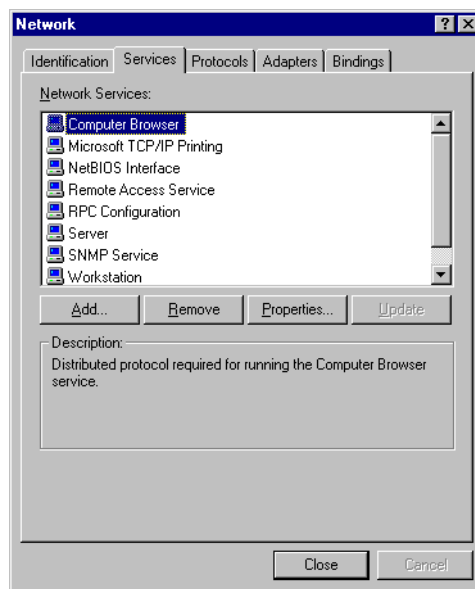 Network
Identification Services Protocols Adapters Bindings
Network Services:
Computer Browser
Microsoft TCP/IP Printing
NetBIOS Interface
Remote Access Service
RPC Configuration
Server
SNMP Service
Workstation
Add... Remove Properties... Update
Description:
Distributed protocol required for running the Computer Browser
service.
Close Cancel